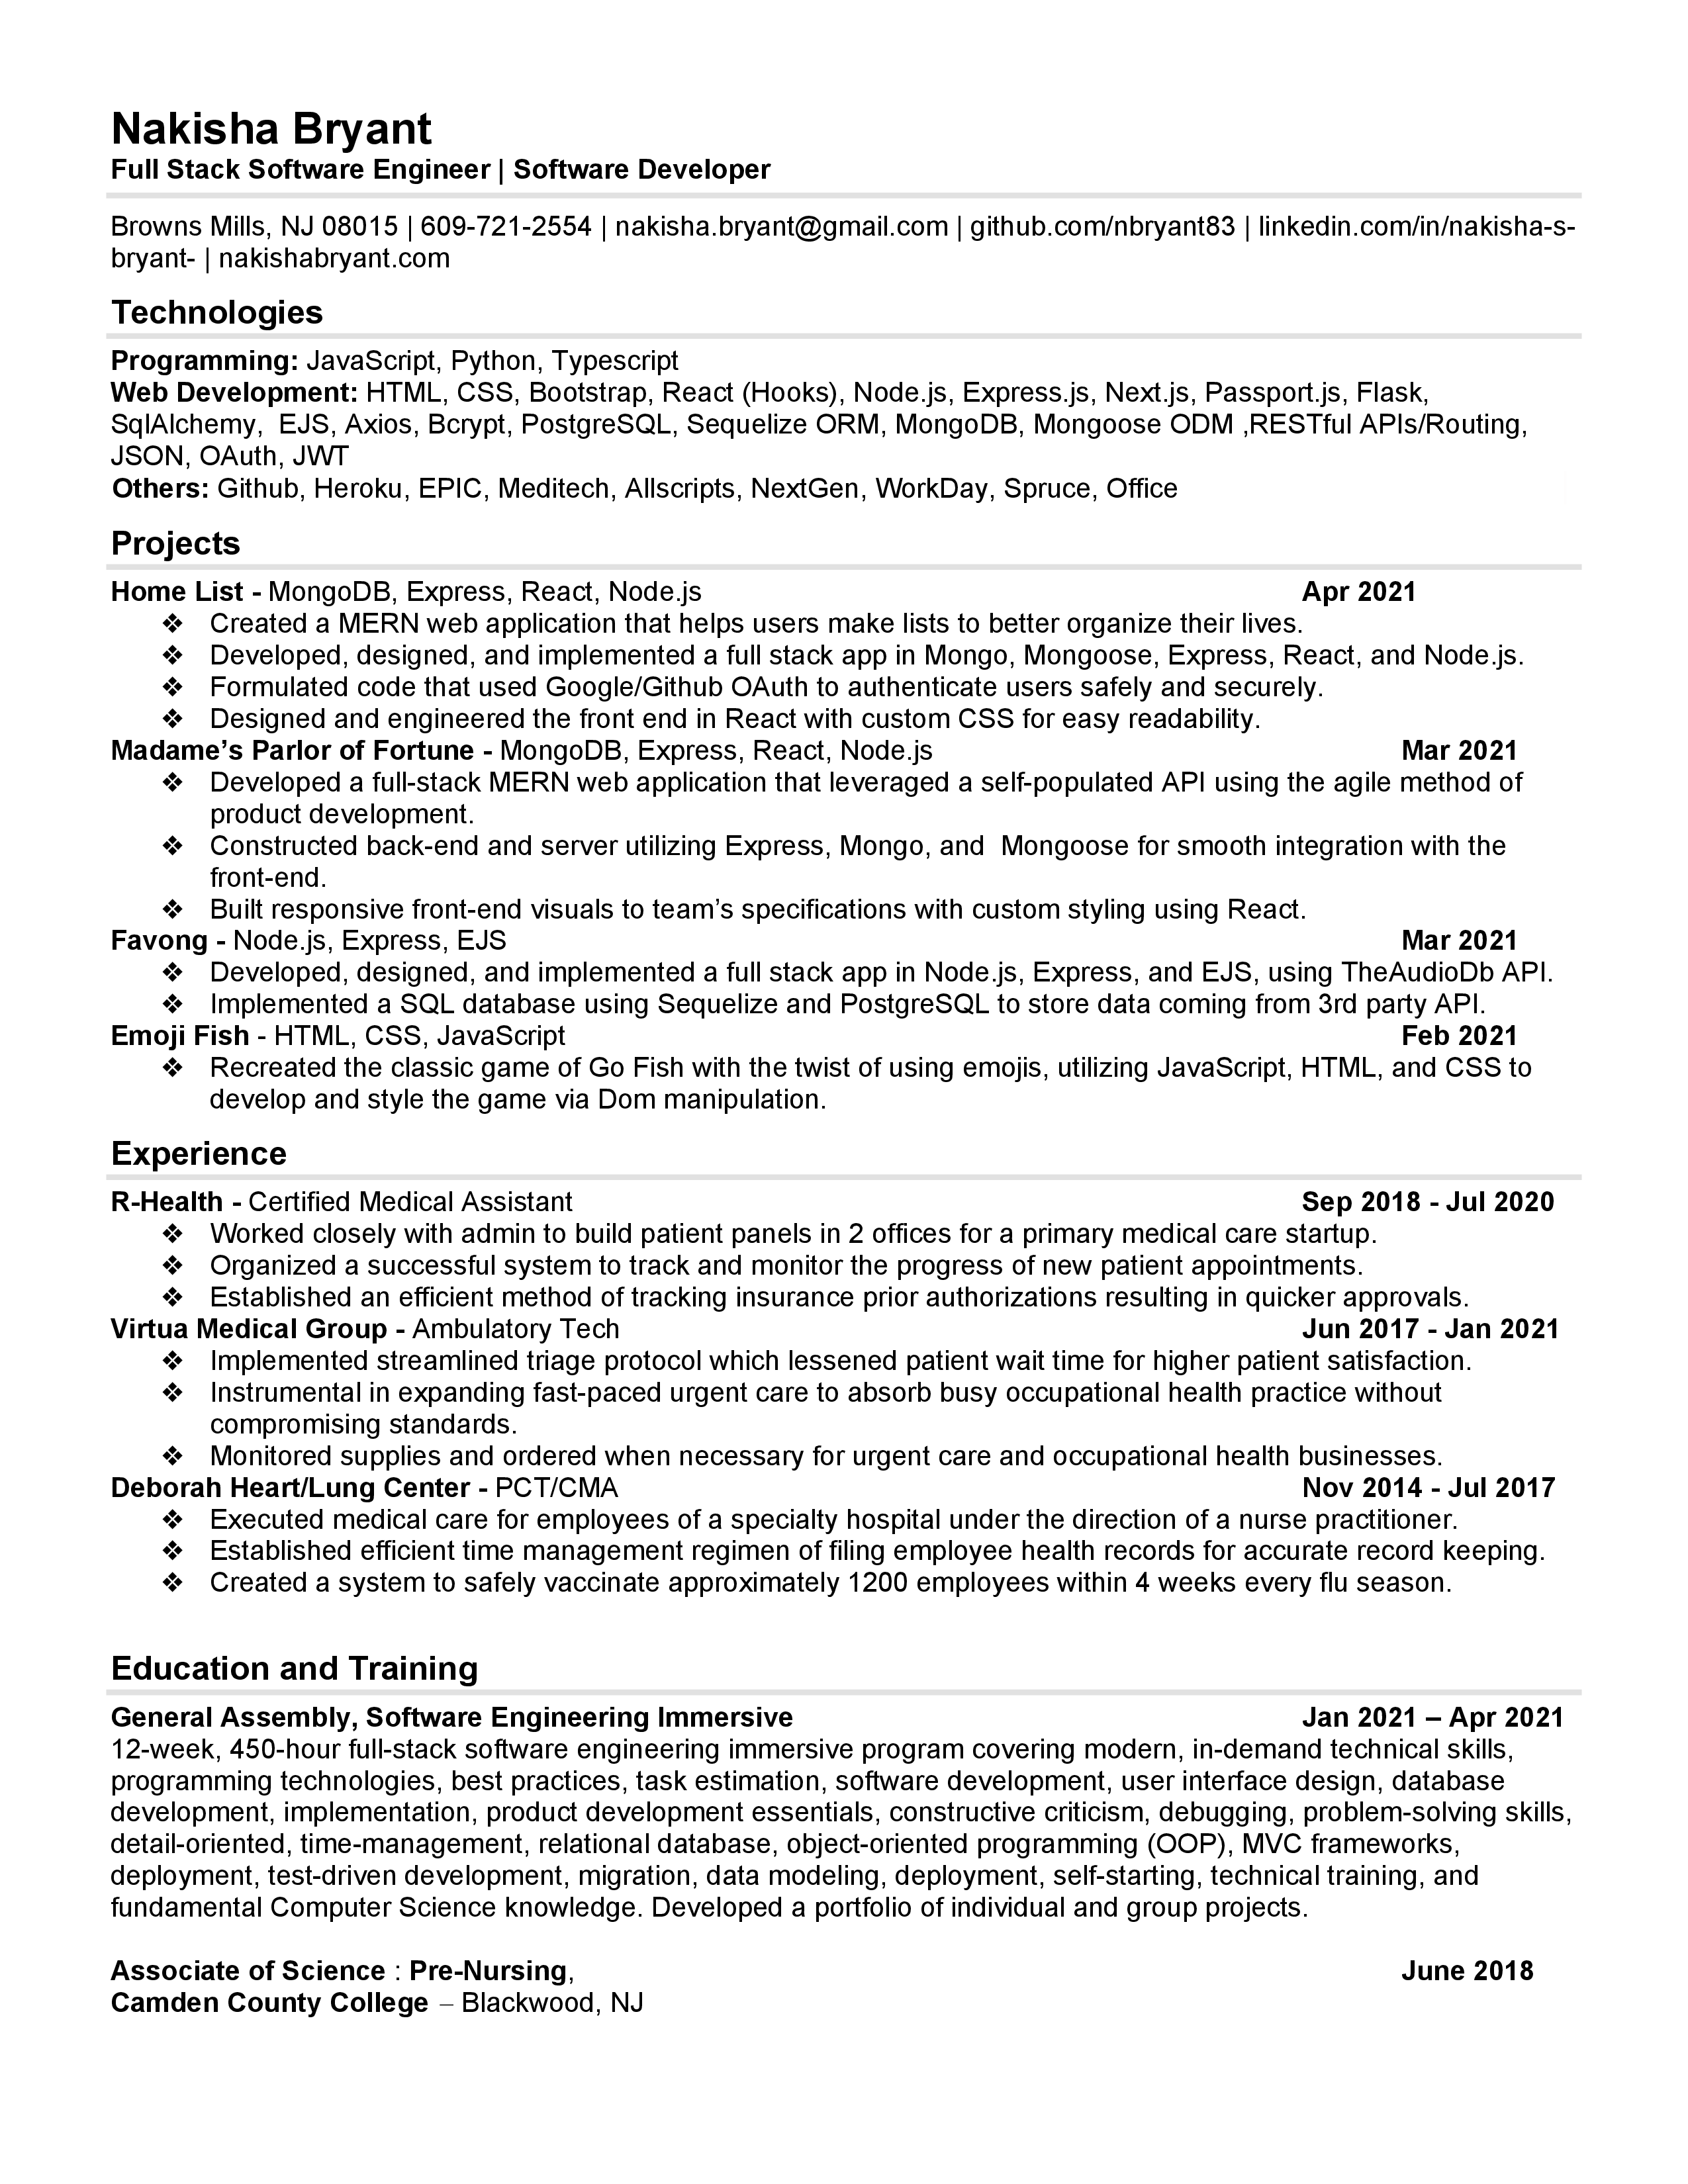 Nakisha Bryant
Full Stack Software Engineer | Software Developer
Browns Mills, NJ 08015 | 609-721-2554 | nakisha.bryant@gmail.com | github.com/nbryant83 | linkedin.com/in/nakisha-s-
bryant- | nakishabryant.com
Technologies
Programming: JavaScript, Python, Typescript
Web Development: HTML, CSS, Bootstrap, React (Hooks), Node.js, Express.js, Next.js, Passport.js, Flask,
SqlAlchemy,  EJS, Axios, Bcrypt, PostgreSQL, Sequelize ORM, MongoDB, Mongoose ODM ,RESTful APIs/Routing,
JSON, OAuth, JWT
Others: Github, Heroku, EPIC, Meditech, Allscripts, NextGen, WorkDay, Spruce, Office
Projects
Home List - MongoDB, Express, React, Node.js Apr 2021
❖ Created a MERN web application that helps users make lists to better organize their lives.
❖ Developed, designed, and implemented a full stack app in Mongo, Mongoose, Express, React, and Node.js.
❖ Formulated code that used Google/Github OAuth to authenticate users safely and securely.
❖ Designed and engineered the front end in React with custom CSS for easy readability.
Madame’s Parlor of Fortune - MongoDB, Express, React, Node.js Mar 2021
❖ Developed a full-stack MERN web application that leveraged a self-populated API using the agile method of
product development.
❖ Constructed back-end and server utilizing Express, Mongo, and  Mongoose for smooth integration with the
front-end.
❖ Built responsive front-end visuals to team’s specifications with custom styling using React.
Favong - Node.js, Express, EJS Mar 2021
❖ Developed, designed, and implemented a full stack app in Node.js, Express, and EJS, using TheAudioDb API.
❖ Implemented a SQL database using Sequelize and PostgreSQL to store data coming from 3rd party API.
Emoji Fish - HTML, CSS, JavaScript Feb 2021
❖ Recreated the classic game of Go Fish with the twist of using emojis, utilizing JavaScript, HTML, and CSS to
develop and style the game via Dom manipulation.
Experience
R-Health - Certified Medical Assistant Sep 2018 - Jul 2020
❖ Worked closely with admin to build patient panels in 2 offices for a primary medical care startup.
❖ Organized a successful system to track and monitor the progress of new patient appointments.
❖ Established an efficient method of tracking insurance prior authorizations resulting in quicker approvals.
Virtua Medical Group - Ambulatory Tech Jun 2017 - Jan 2021
❖ Implemented streamlined triage protocol which lessened patient wait time for higher patient satisfaction.
❖ Instrumental in expanding fast-paced urgent care to absorb busy occupational health practice without
compromising standards.
❖ Monitored supplies and ordered when necessary for urgent care and occupational health businesses.
Deborah Heart/Lung Center - PCT/CMA Nov 2014 - Jul 2017
❖ Executed medical care for employees of a specialty hospital under the direction of a nurse practitioner.
❖ Established efficient time management regimen of filing employee health records for accurate record keeping.
❖ Created a system to safely vaccinate approximately 1200 employees within 4 weeks every flu season.
Education and Training
General Assembly, Software Engineering Immersive Jan 2021 – Apr 2021
12-week, 450-hour full-stack software engineering immersive program covering modern, in-demand technical skills,
programming technologies, best practices, task estimation, software development, user interface design, database
development, implementation, product development essentials, constructive criticism, debugging, problem-solving skills,
detail-oriented, time-management, relational database, object-oriented programming (OOP), MVC frameworks,
deployment, test-driven development, migration, data modeling, deployment, self-starting, technical training, and
fundamental Computer Science knowledge. Developed a portfolio of individual and group projects.
Associate of Science : Pre-Nursing, June 2018
Camden County College – Blackwood, NJ